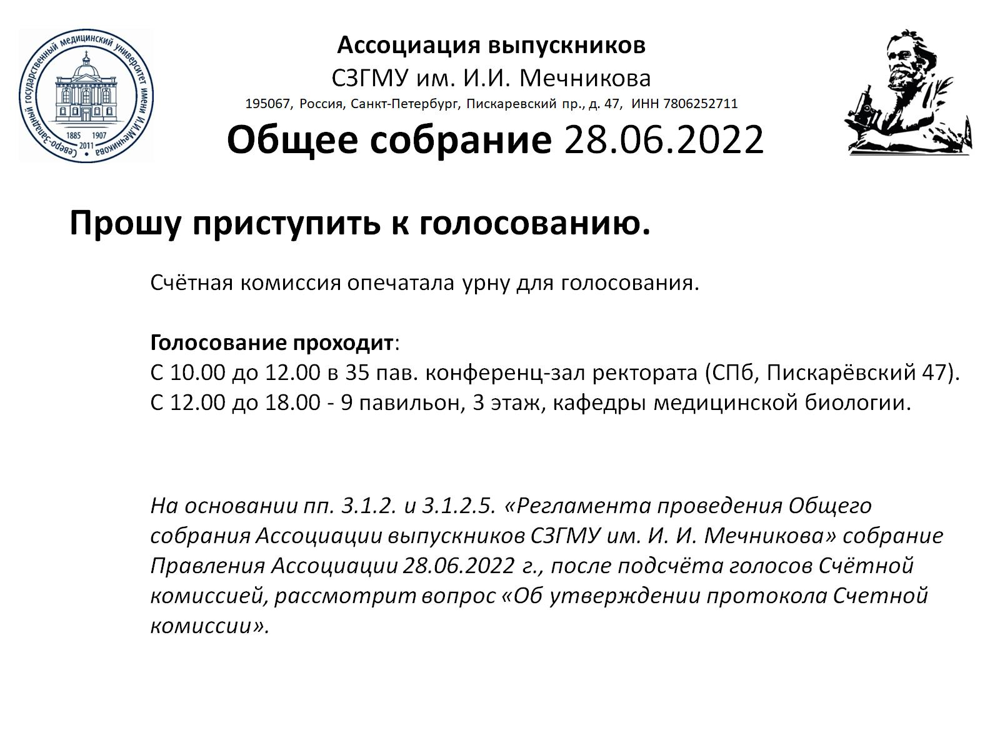 Северо-Западный государственный медицинский университет имени И.И.Мечникова
1885 1907
2011
Ассоциация выпускников
СЗГМУ им. И.И. Мечникова
195067, Россия, Санкт-Петербург, Пискаревский пр., д. 47, ИНН 7806252711
Общее собрание 28.06.2022
Прошу приступить к голосованию.
Счётная комиссия опечатала урну для голосования.
Голосование проходит:
С 10.00 до 12.00 в 35 пав. конференц-зал ректората (СПб, Пискарёвский 47).
С 12.00 до 18.00 - 9 павильон, 3 этаж, кафедры медицинской биологии.
На основании пп. 3.1.2. и 3.1.2.5. «Регламента проведения Общего
собрания Ассоциации выпускников СЗГМУ им. И. И. Мечникова» собрание
Правления Ассоциации 28.06.2022 г., после подсчёта голосов Счётной
комиссией, рассмотрит вопрос «Об утверждении протокола Счетной
комиссии».